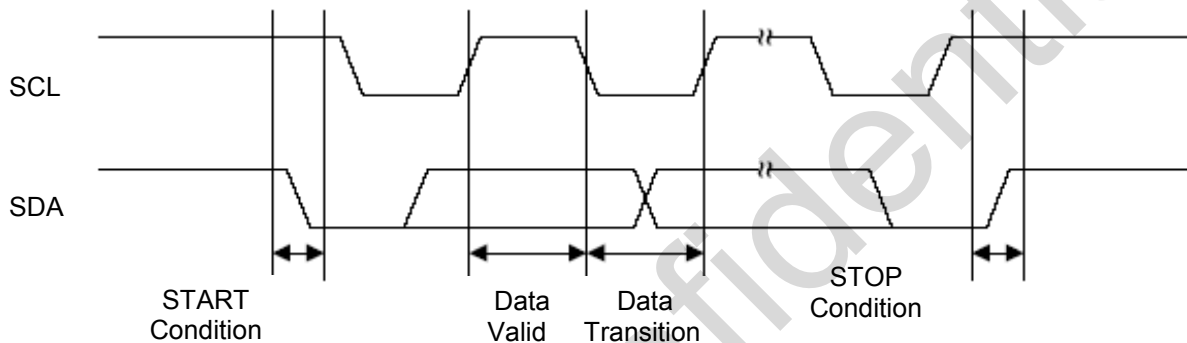 SCL
SDA
START
Condition
Data
Valid
Data
Transition
STOP
Condition